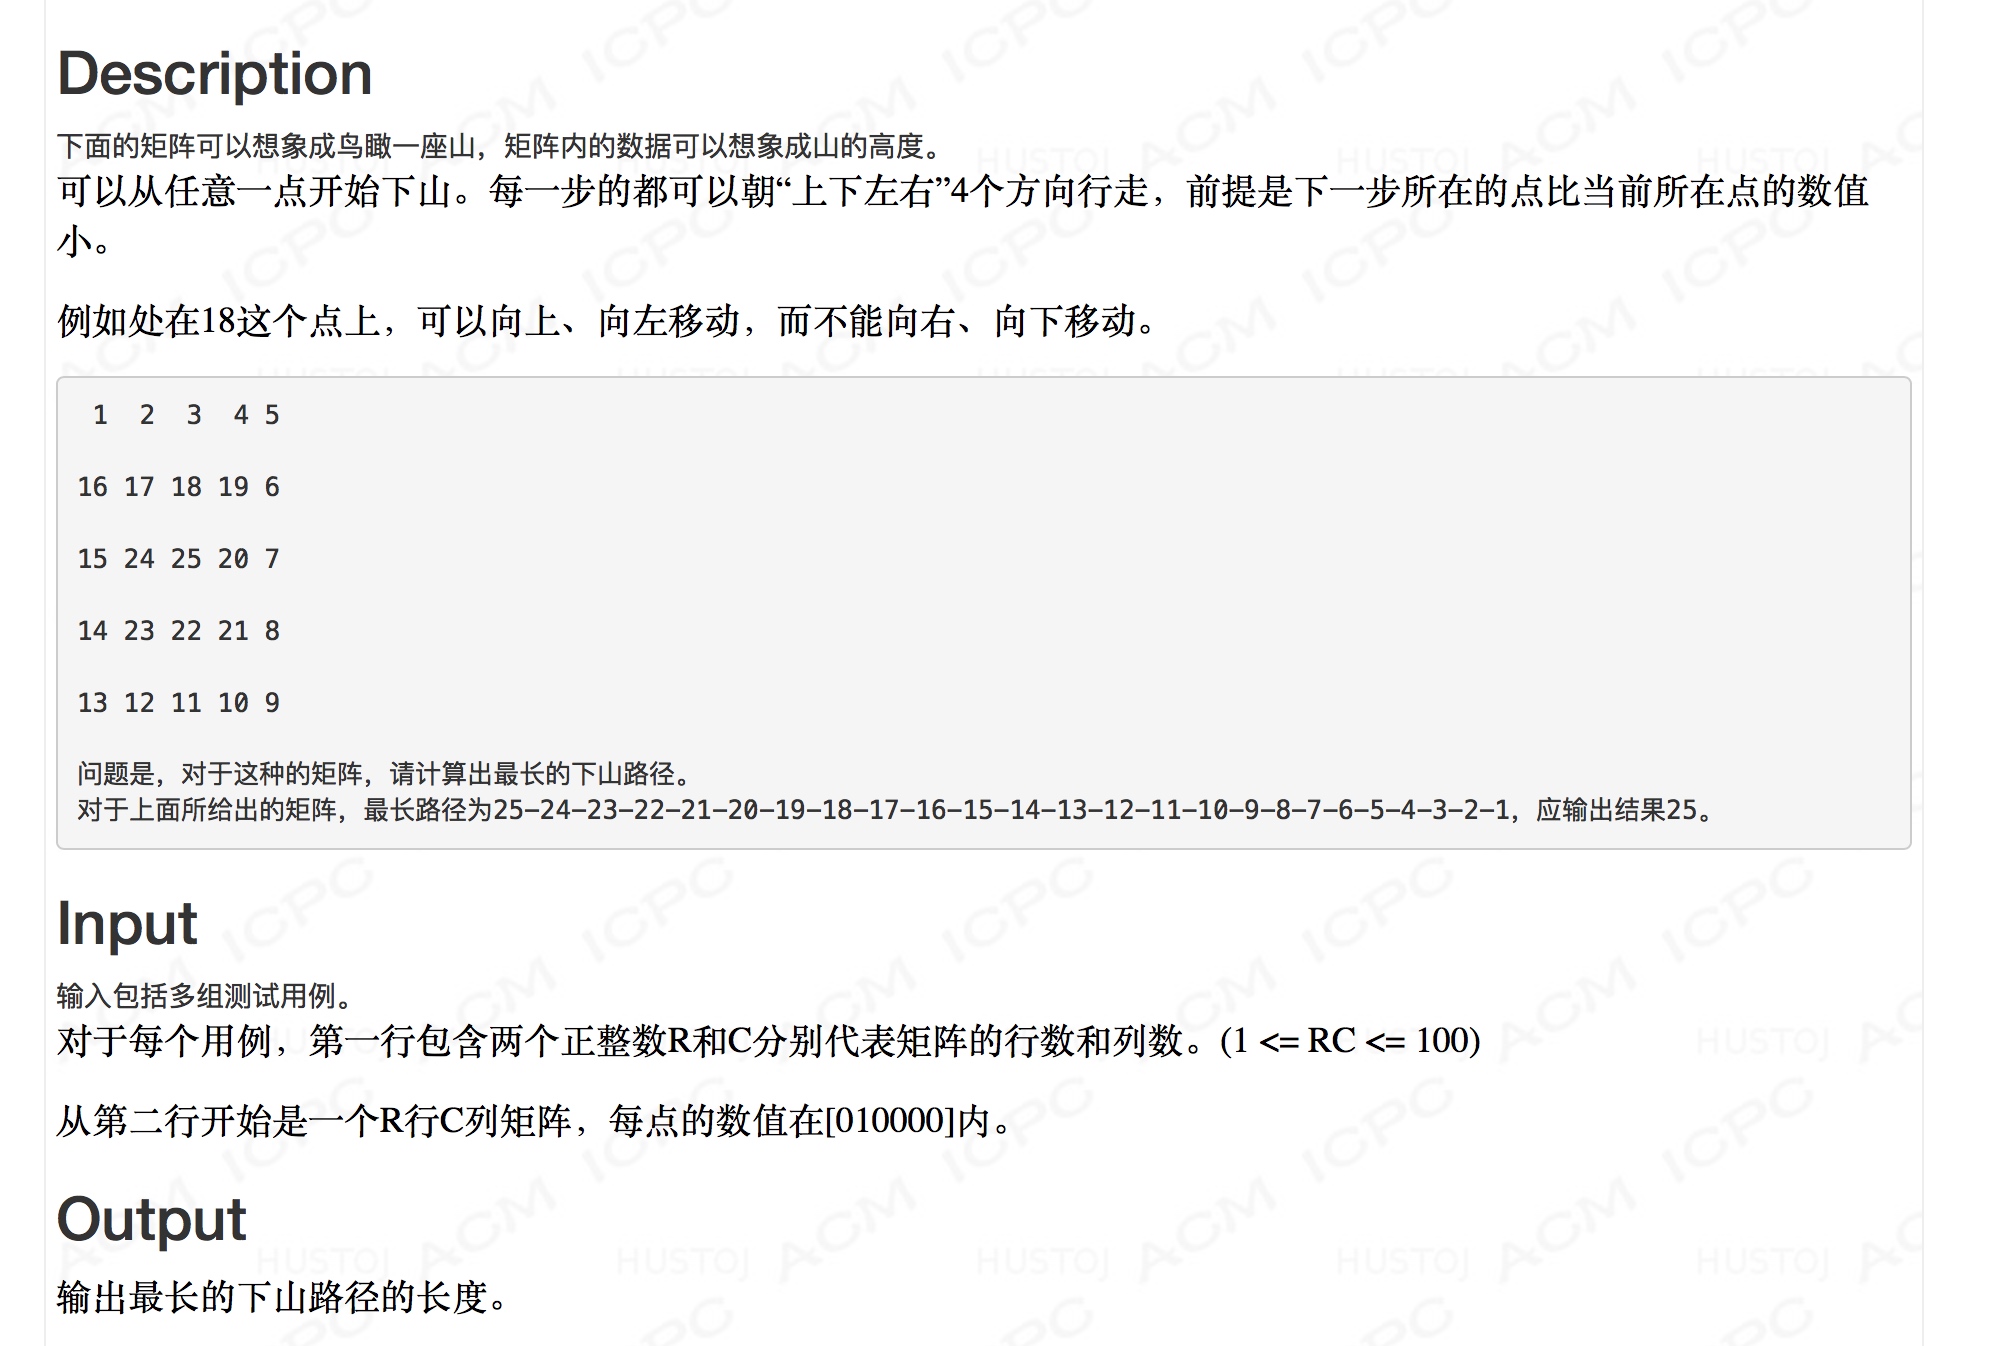 Description
下面的矩阵可以想象成鸟瞰一座山，矩阵内的数据可以想象成山的高度。
可以从任意一点开始下山。每一步的都可以朝“上下左右”4个方向行走，前提是下一步所在的点比当前所在点的数值
小。
例如处在18这个点上，可以向上、向左移动，而不能向右、向下移动。
1 2 3 4 5
16 17 18 19 6
15 24 25 20 7
14 23 22 21 8
13 12 11 10 9
问题是，对于这种的矩阵，请计算出最长的下山路径。
对于上面所给出的矩阵，最长路径为25-24-23-22-21-20-19-18-17-16-15-14-13-12-11-10-9-8-7-6-5-4-3-2-1，应输出结果25。
Input
输入包括多组测试用例。
对于每个用例，第一行包含两个正整数R和C分别代表矩阵的行数和列数。(1 <= RC <= 100)
从第二行开始是一个R行C列矩阵，每点的数值在[010000]内。
Output
输出最长的下山路径的长度。